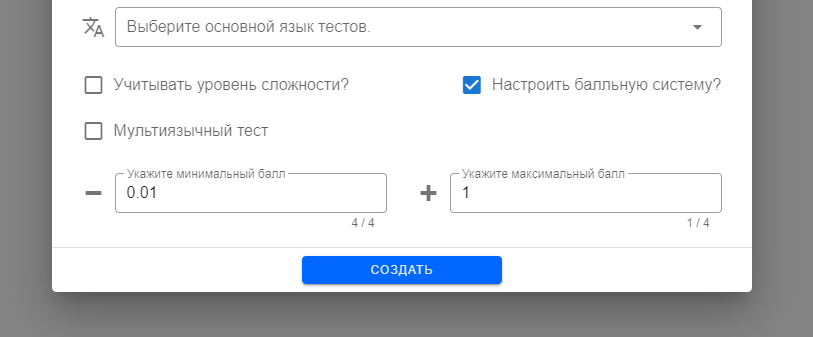 Выберите основной язык тестов.
Учитывать уровень сложности? Настроить балльную систему?
Мультиязычный тест
Укажите минимальный балл Укажите максимальный балл
0.01 1
4 / 4 1 / 4
СОЗДАТЬ